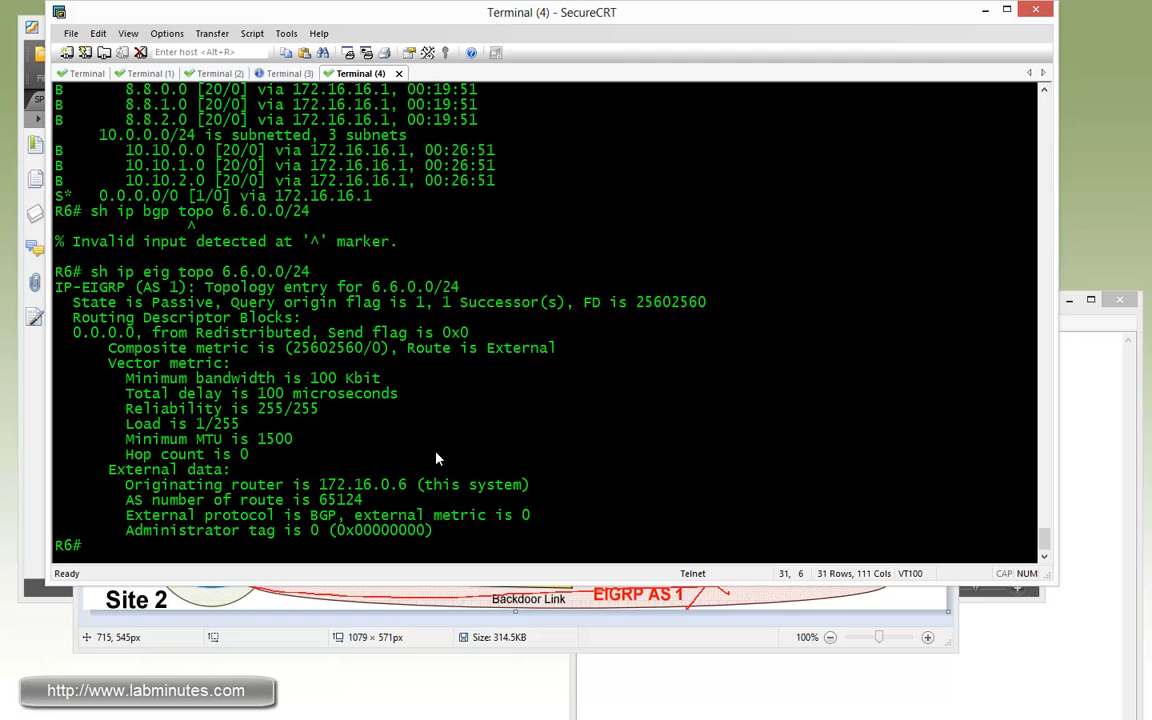 Terminal (4) - SecureCRT
File Edit View Options Transfer Script Tools Help
Enter host <Alt+R>
Terminal Terminal (1) Terminal (2) Terminal (3) Terminal (4)
B 8.8.0.0 [20/0] via 172.16.16.1, 00:19:51
B 8.8.1.0 [20/0] via 172.16.16.1, 00:19:51
B 8.8.2.0 [20/0] via 172.16.16.1, 00:19:51
10.0.0.0/24 is subnetted, 3 subnets
B 10.10.0.0 [20/0] via 172.16.16.1, 00:26:51
B 10.10.1.0 [20/0] via 172.16.16.1, 00:26:51
B 10.10.2.0 [20/0] via 172.16.16.1, 00:26:51
S* 0.0.0.0/0 [1/0] via 172.16.16.1
R6# sh ip bgp topo 6.6.0.0/24
^
% Invalid input detected at '^' marker.
R6# sh ip eig topo 6.6.0.0/24
IP-EIGRP (AS 1): Topology entry for 6.6.0.0/24
State is Passive, Query origin flag is 1, 1 Successor(s), FD is 25602560
Routing Descriptor Blocks:
0.0.0.0, from Redistributed, Send flag is 0x0
Composite metric is (25602560/0), Route is External
Vector metric:
Minimum bandwidth is 100 Kbit
Total delay is 100 microseconds
Reliability is 255/255
Load is 1/255
Minimum MTU is 1500
Hop count is 0
External data:
Originating router is 172.16.0.6 (this system)
AS number of route is 65124
External protocol is BGP, external metric is 0
Administrator tag is 0 (0x00000000)
R6#
Ready Telnet 31, 6 31 Rows, 111 Cols VT100 CAP NUM
Site 2 Backdoor Link EIGRP AS 1
715, 545px 1079 × 571px Size: 314.5KB 100%
http://www.labminutes.com